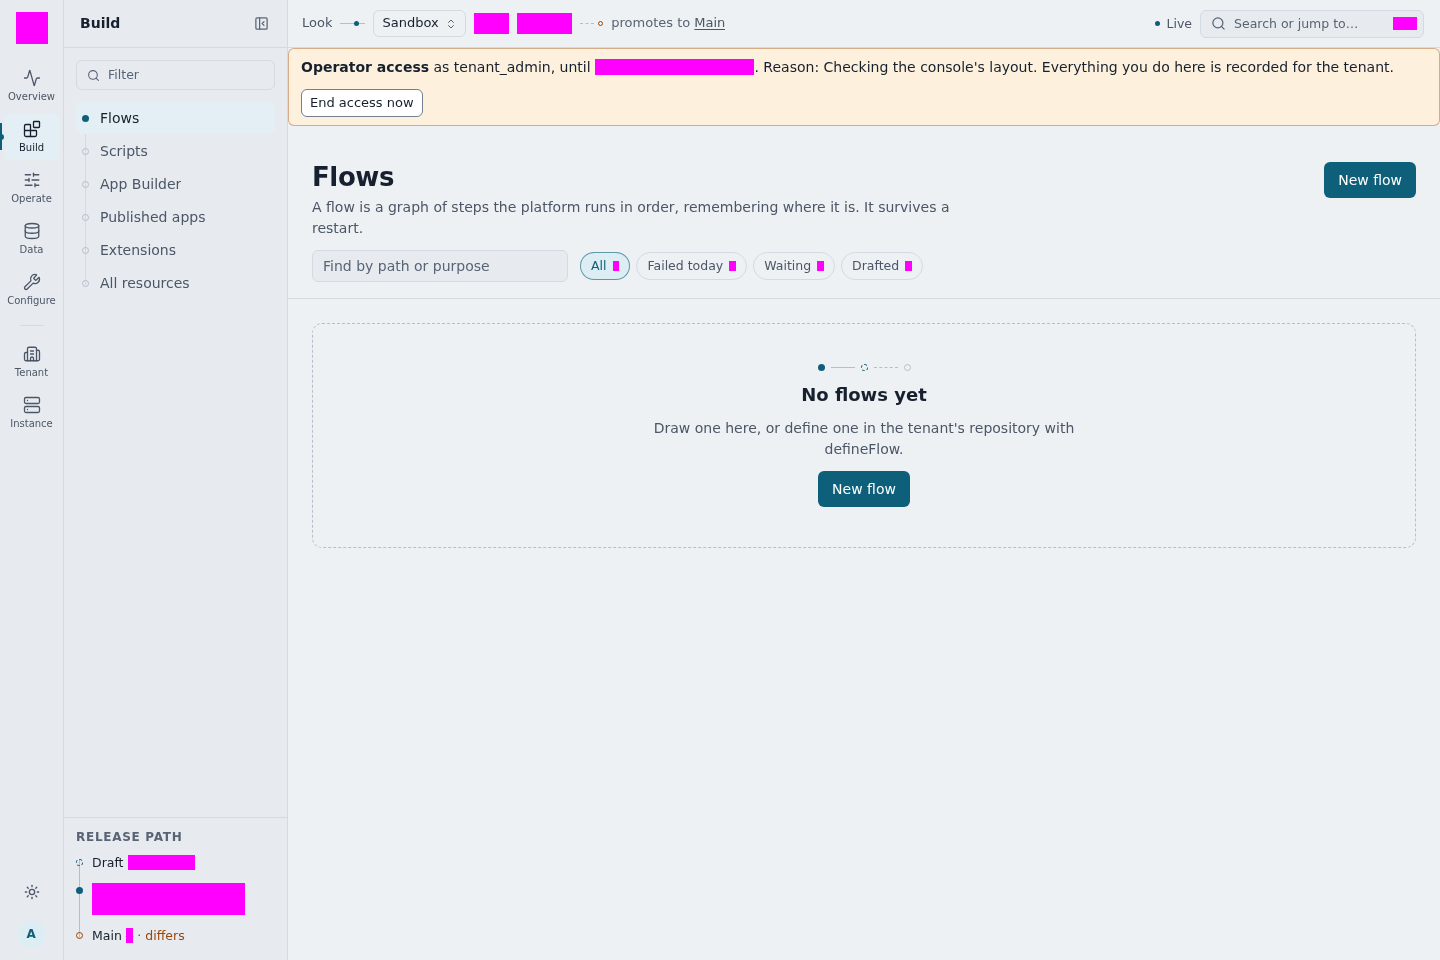 Build
Look
Sandbox
promotes to Main
Live
Search or jump to...
Operator access as tenant_admin, until . Reason: Checking the console's layout. Everything you do here is recorded for the tenant.
End access now
Overview
Build
Operate
Data
Configure
Tenant
Instance
A
Filter
Flows
Scripts
App Builder
Published apps
Extensions
All resources
RELEASE PATH
Draft
Main · differs
Flows
New flow
A flow is a graph of steps the platform runs in order, remembering where it is. It survives a
restart.
Find by path or purpose
All
Failed today
Waiting
Drafted
No flows yet
Draw one here, or define one in the tenant's repository with
defineFlow.
New flow